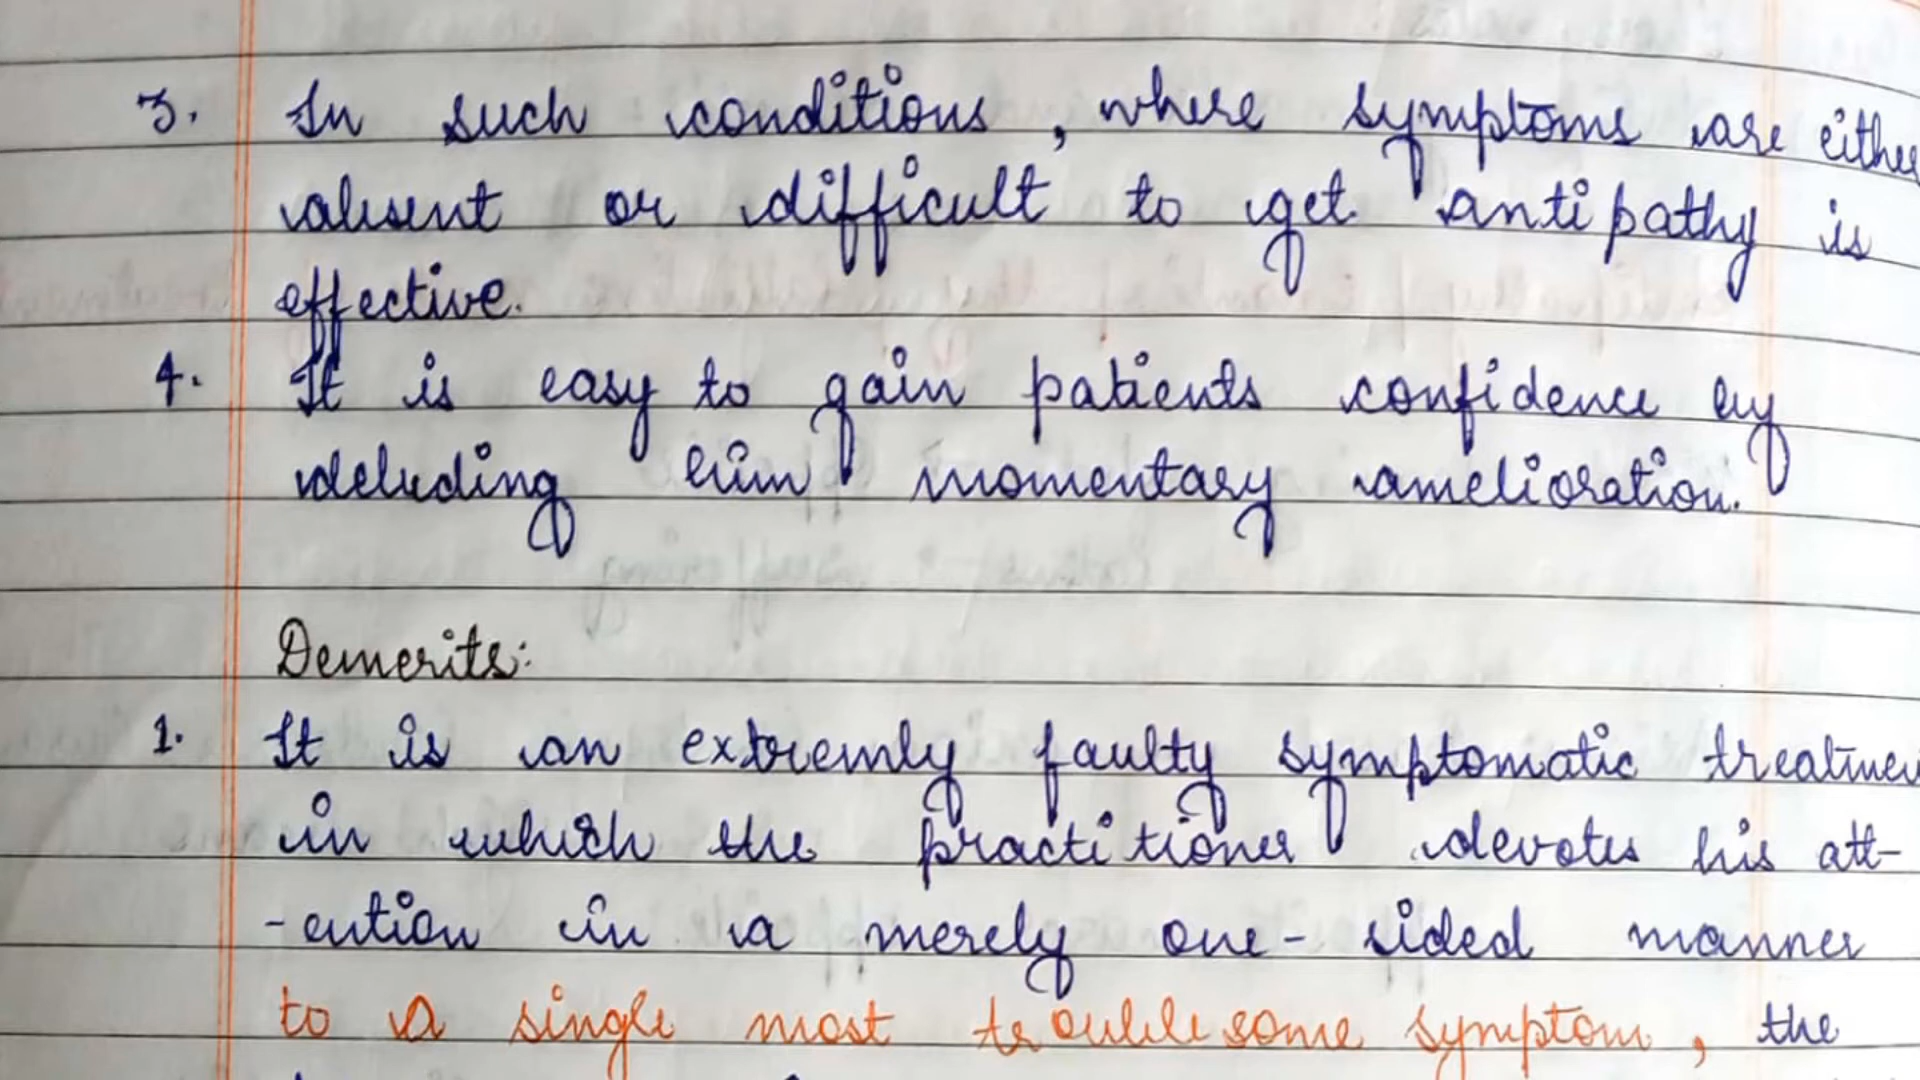 3. In such conditions, where symptoms are either
absent or difficult to get antipathy is
effective.
4. It is easy to gain patients confidence by
deluding him momentary amelioration.
Demerits:
1. It is an extremly faulty symptomatic treatmen
in which the practitioner devotes his att-
-ention in a merely one-sided manner
to a single most troublesome symptom, the